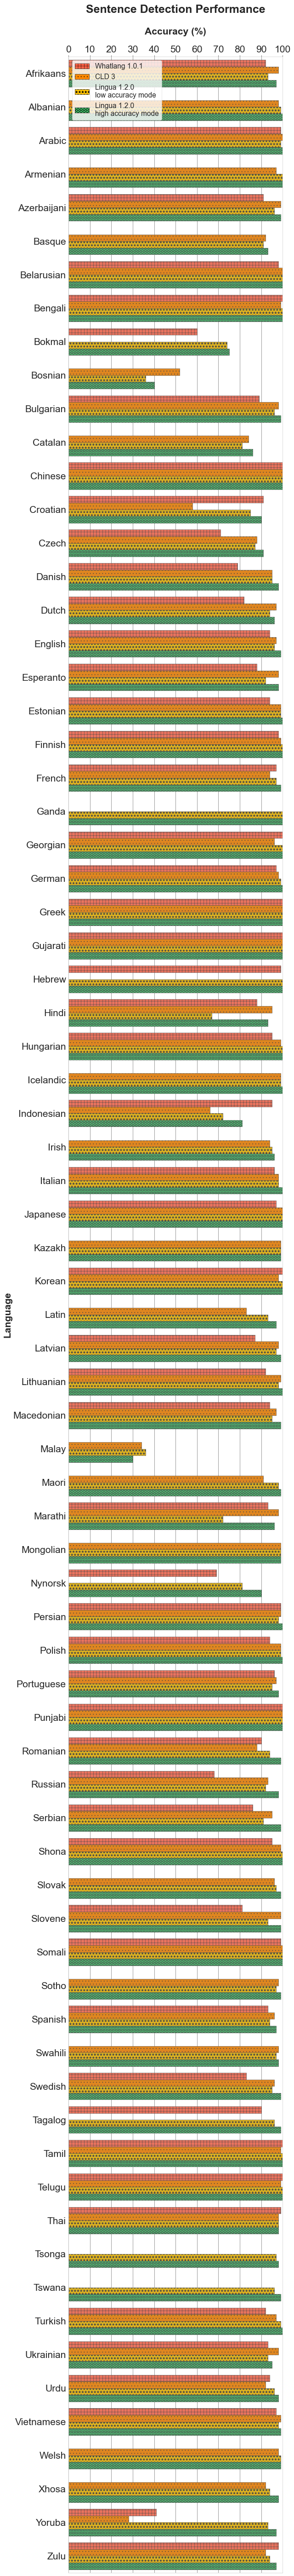 Sentence Detection Performance
Accuracy (%)
0 10 20 30 40 50 60 70 80 90 100
Whatlang 1.0.1
CLD 3
Lingua 1.2.0
low accuracy mode
Lingua 1.2.0
high accuracy mode
Language
Afrikaans
Albanian
Arabic
Armenian
Azerbaijani
Basque
Belarusian
Bengali
Bokmal
Bosnian
Bulgarian
Catalan
Chinese
Croatian
Czech
Danish
Dutch
English
Esperanto
Estonian
Finnish
French
Ganda
Georgian
German
Greek
Gujarati
Hebrew
Hindi
Hungarian
Icelandic
Indonesian
Irish
Italian
Japanese
Kazakh
Korean
Latin
Latvian
Lithuanian
Macedonian
Malay
Maori
Marathi
Mongolian
Nynorsk
Persian
Polish
Portuguese
Punjabi
Romanian
Russian
Serbian
Shona
Slovak
Slovene
Somali
Sotho
Spanish
Swahili
Swedish
Tagalog
Tamil
Telugu
Thai
Tsonga
Tswana
Turkish
Ukrainian
Urdu
Vietnamese
Welsh
Xhosa
Yoruba
Zulu